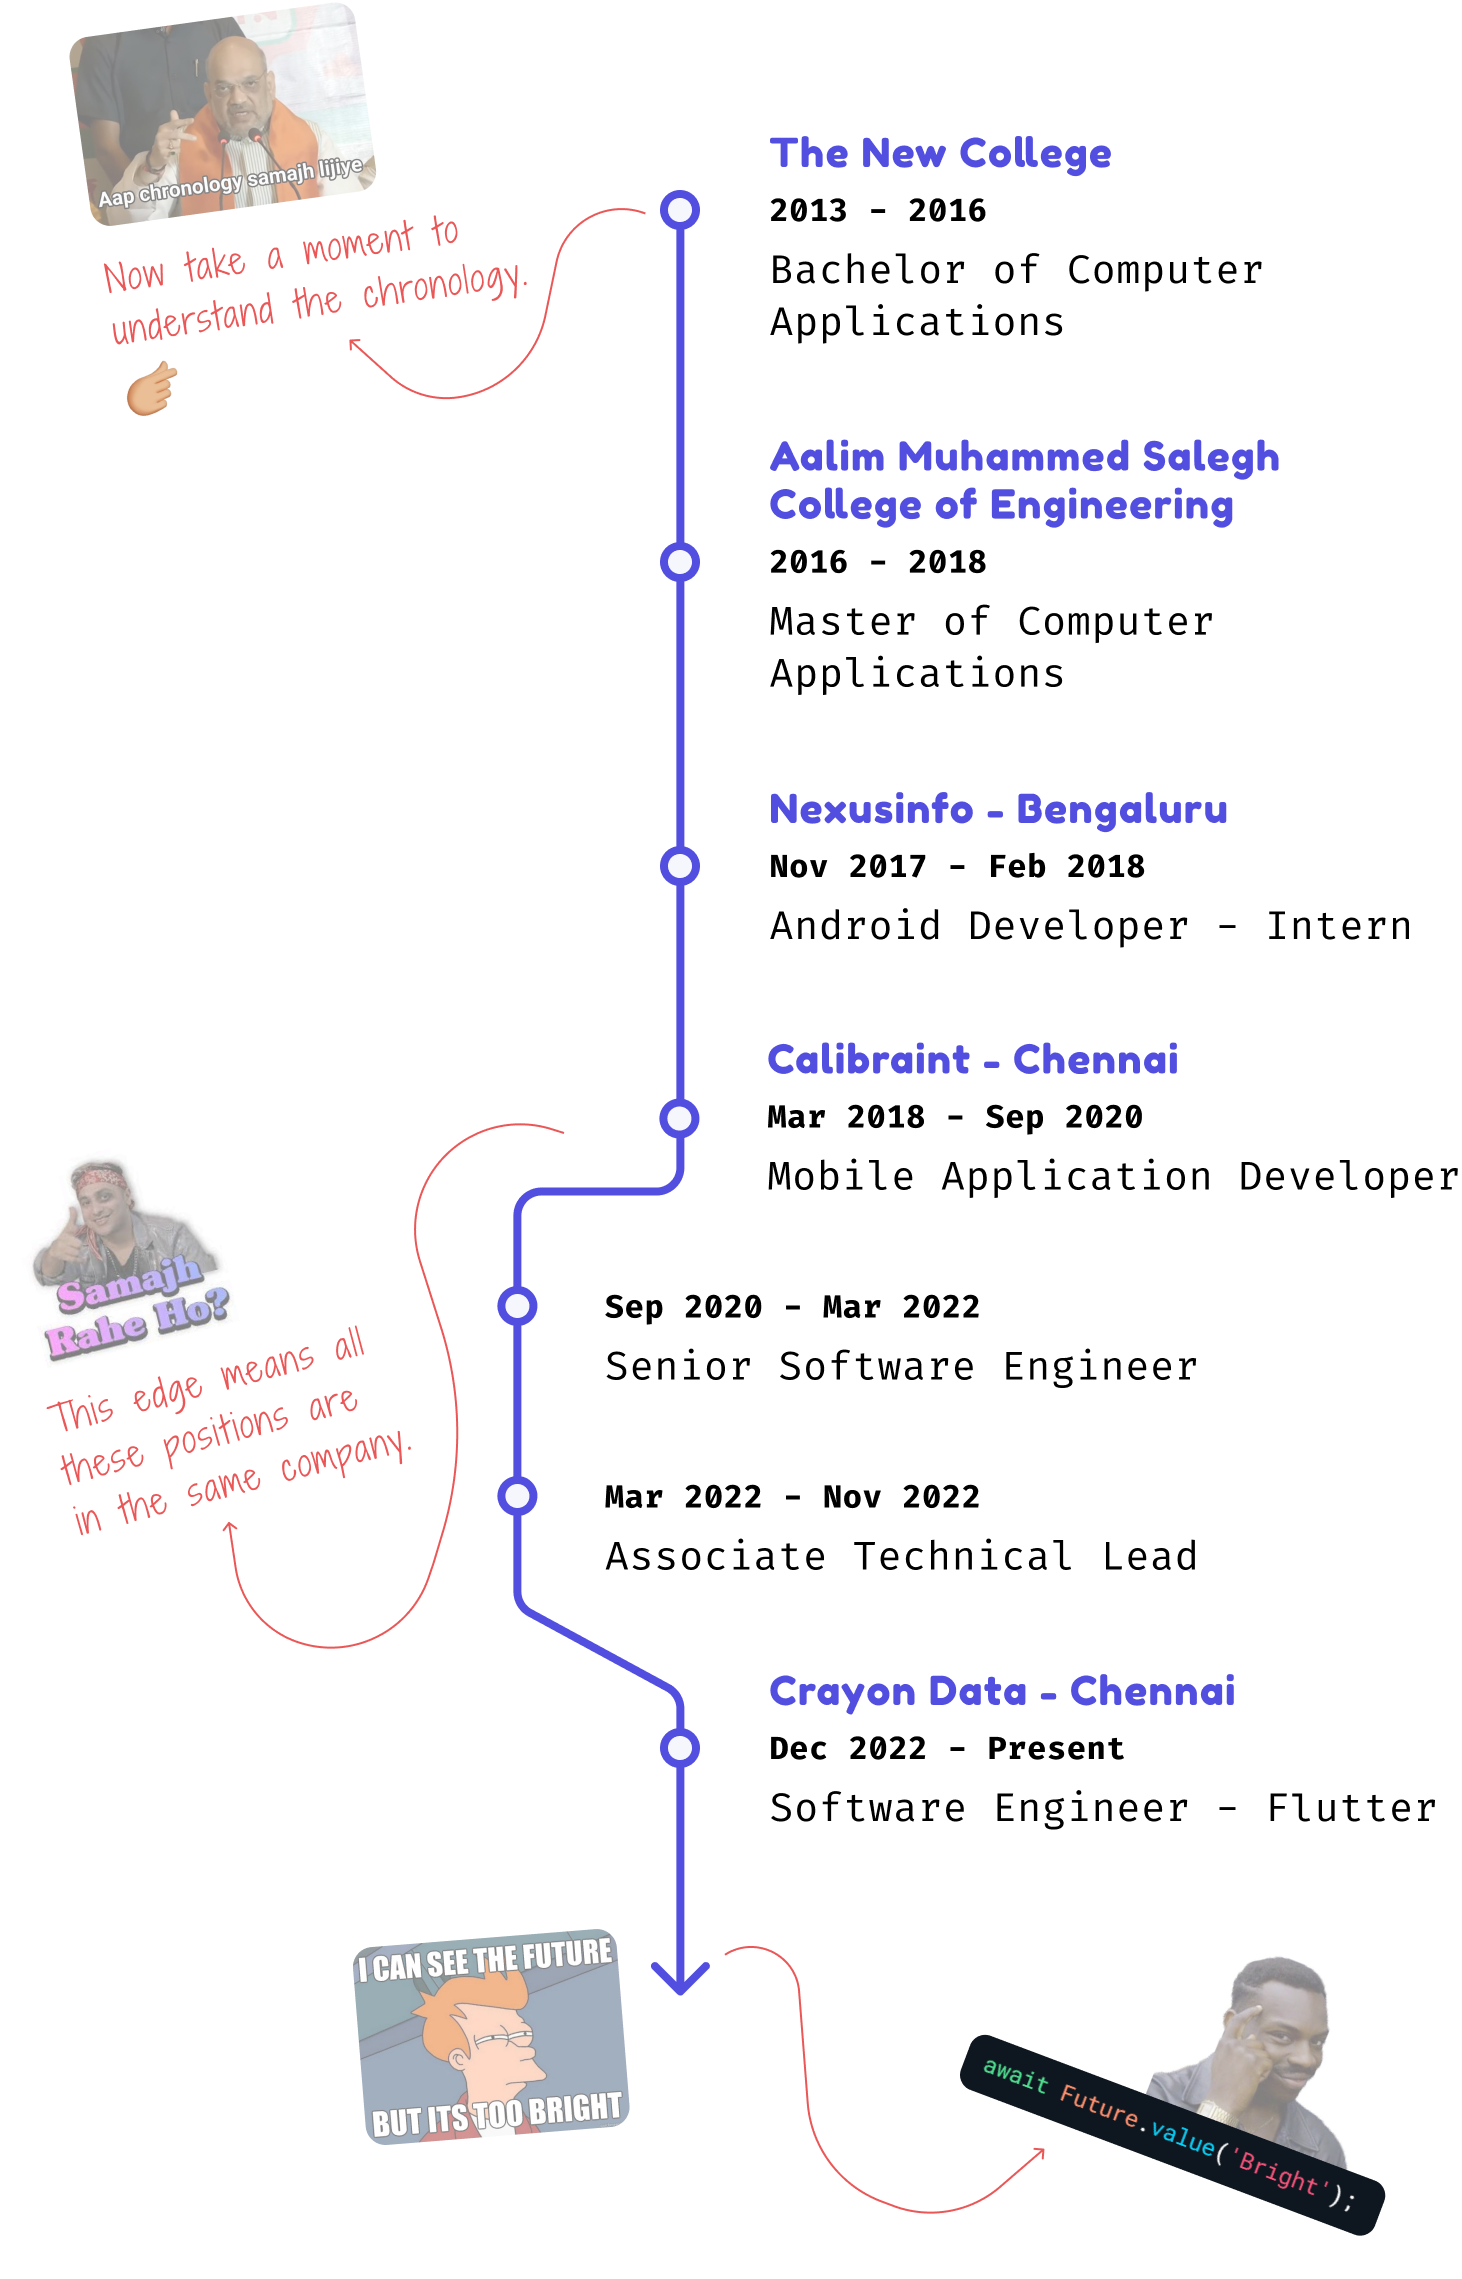 Aap chronology samajh lijiye
Now take a moment to
understand the chronology.
The New College
2013 - 2016
Bachelor of Computer
Applications
Aalim Muhammed Salegh
College of Engineering
2016 - 2018
Master of Computer
Applications
Nexusinfo - Bengaluru
Nov 2017 - Feb 2018
Android Developer - Intern
Calibraint - Chennai
Mar 2018 - Sep 2020
Mobile Application Developer
Samajh
Rahe Ho?
This edge means all
these positions are
in the same company.
Sep 2020 - Mar 2022
Senior Software Engineer
Mar 2022 - Nov 2022
Associate Technical Lead
Crayon Data - Chennai
Dec 2022 - Present
Software Engineer - Flutter
I CAN SEE THE FUTURE
BUT ITS TOO BRIGHT
await Future.value('Bright');